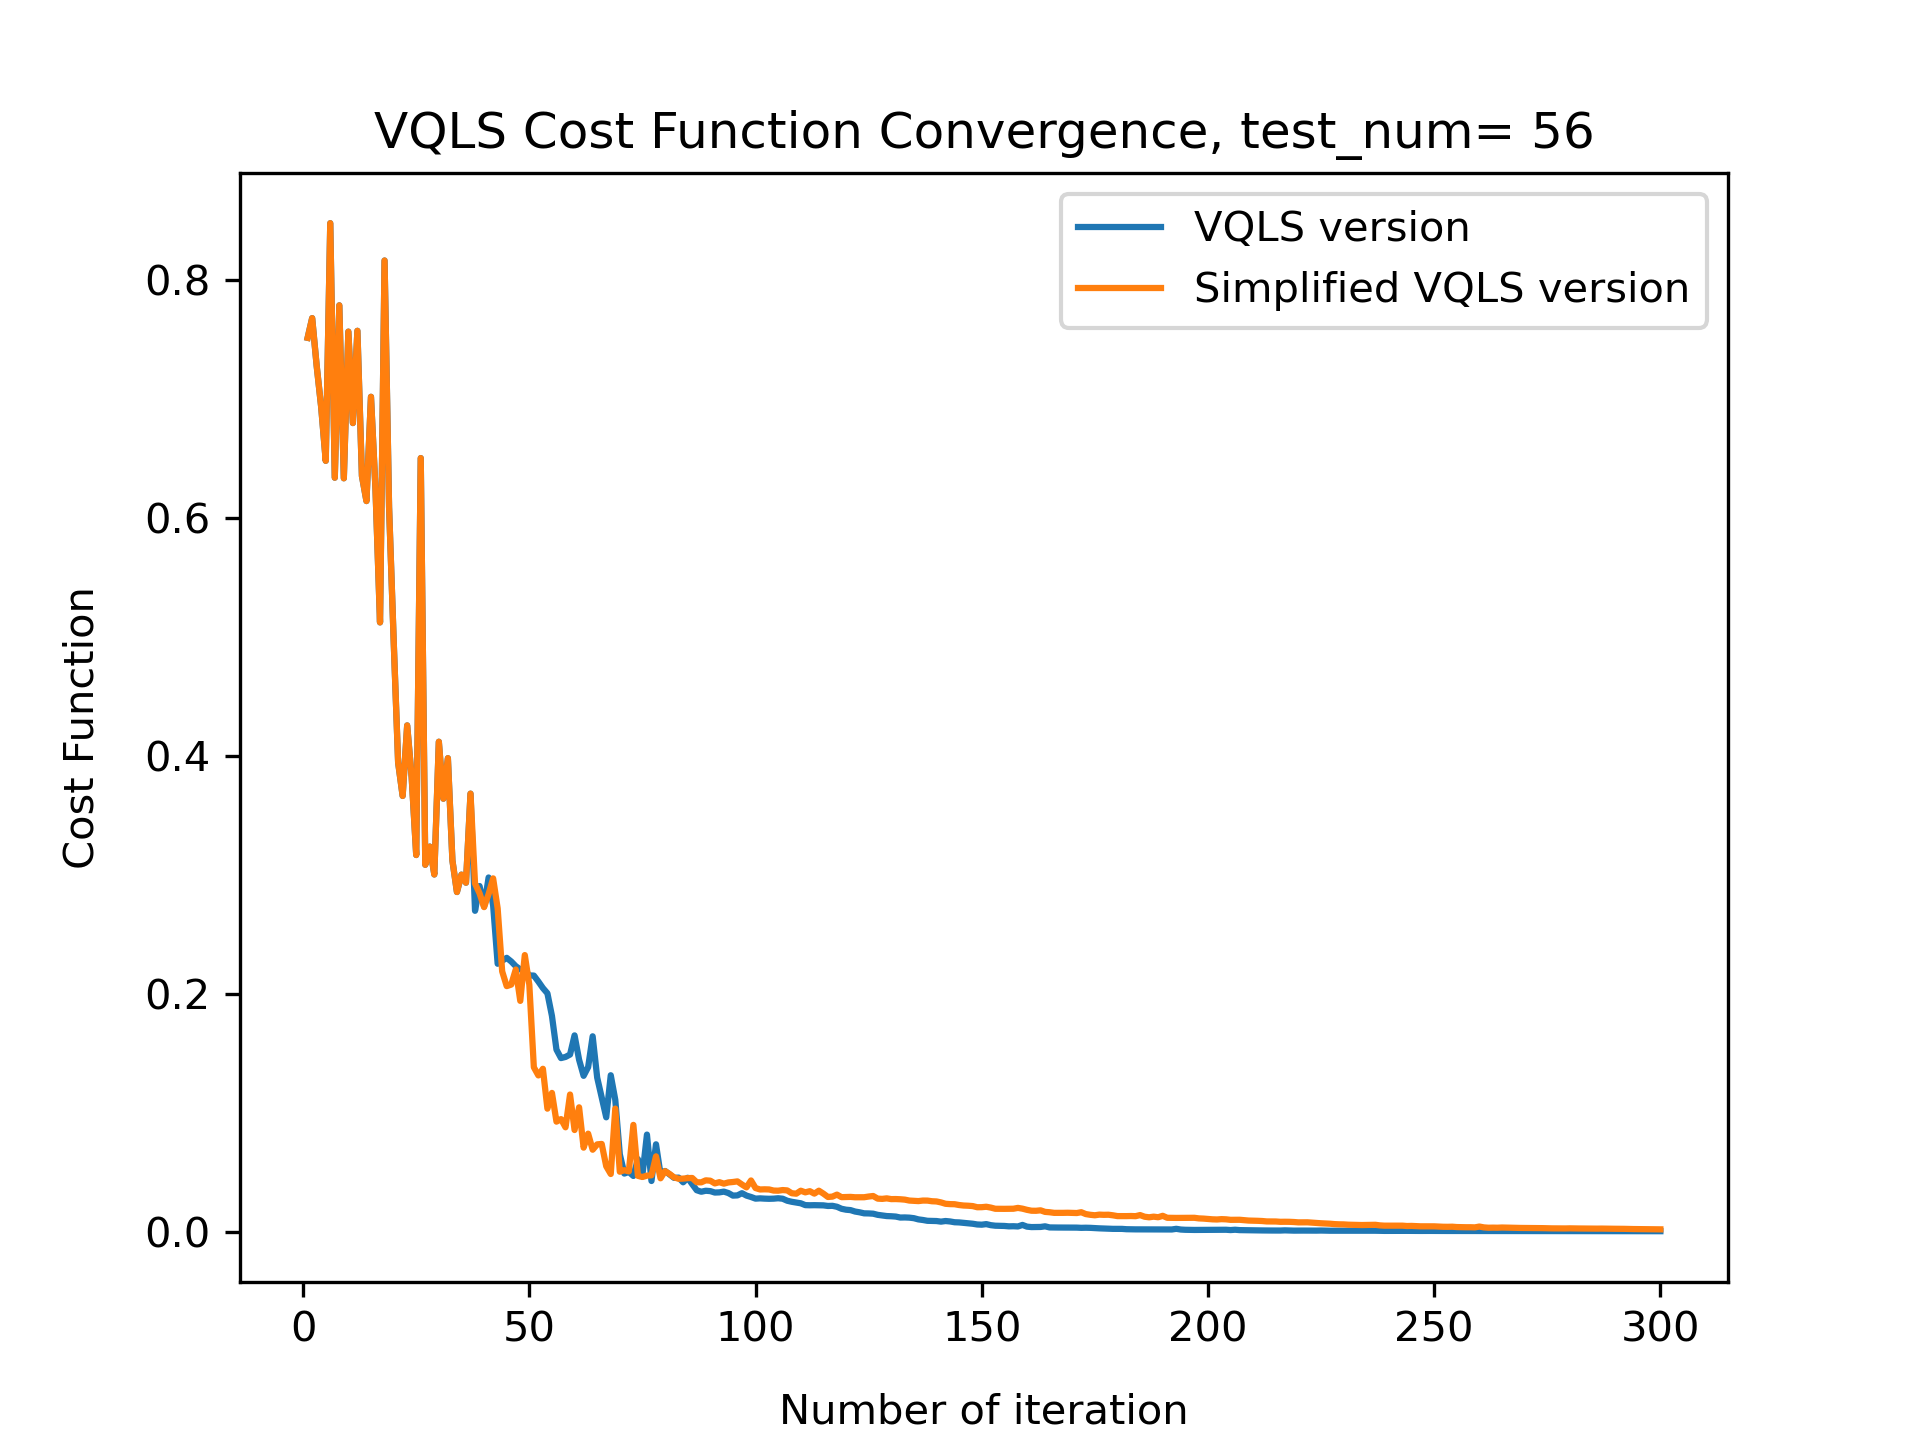 VQLS Cost Function Convergence, test_num= 56
VQLS version
Simplified VQLS version
0.8
0.6
0.4
0.2
0.0
Cost Function
0 50 100 150 200 250 300
Number of iteration